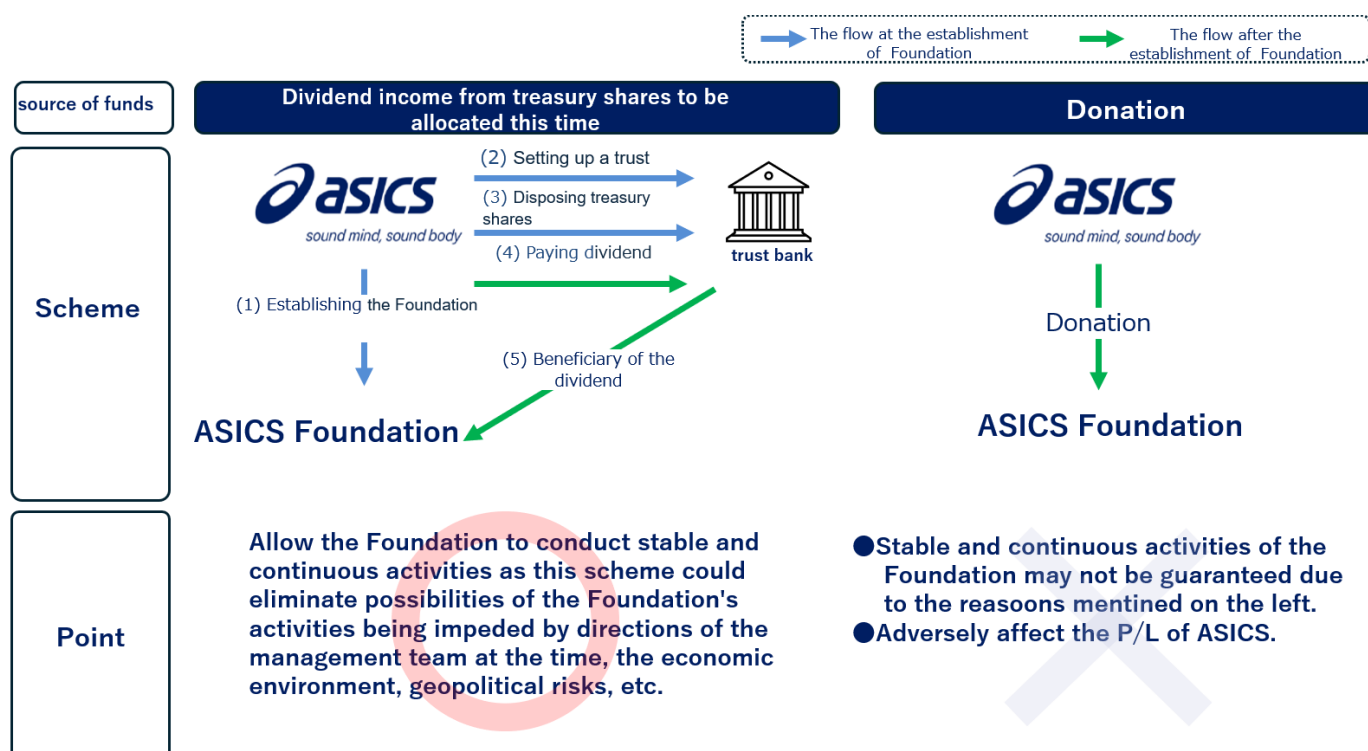 The flow at the establishment
of Foundation
The flow after the
establishment of Foundation
source of funds
Dividend income from treasury shares to be
allocated this time
Donation
Scheme
asics
sound mind, sound body
(2) Setting up a trust
(3) Disposing treasury
shares
(4) Paying dividend
trust bank
(1) Establishing the Foundation
(5) Beneficiary of the
dividend
ASICS Foundation
asics
sound mind, sound body
Donation
ASICS Foundation
Point
Allow the Foundation to conduct stable and
continuous activities as this scheme could
eliminate possibilities of the Foundation's
activities being impeded by directions of the
management team at the time, the economic
environment, geopolitical risks, etc.
●Stable and continuous activities of the
Foundation may not be guaranteed due
to the reasoons mentined on the left.
●Adversely affect the P/L of ASICS.